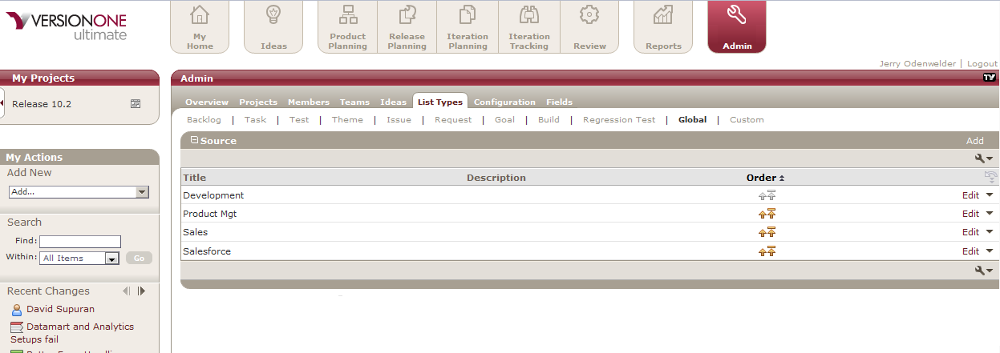 VERSIONONE
ultimate
My Home
Ideas
Product Planning
Release Planning
Iteration Planning
Iteration Tracking
Review
Reports
Admin
Jerry Odenwelder | Logout
My Projects
Release 10.2
Admin
TV
Overview Projects Members Teams Ideas List Types Configuration Fields
Backlog | Task | Test | Theme | Issue | Request | Goal | Build | Regression Test | Global | Custom
Source Add
Title Description Order
Development Edit
Product Mgt Edit
Sales Edit
Salesforce Edit
My Actions
Add New
Add...
Search
Find:
Within: All Items Go
Recent Changes
David Supuran
Datamart and Analytics
Setups fail